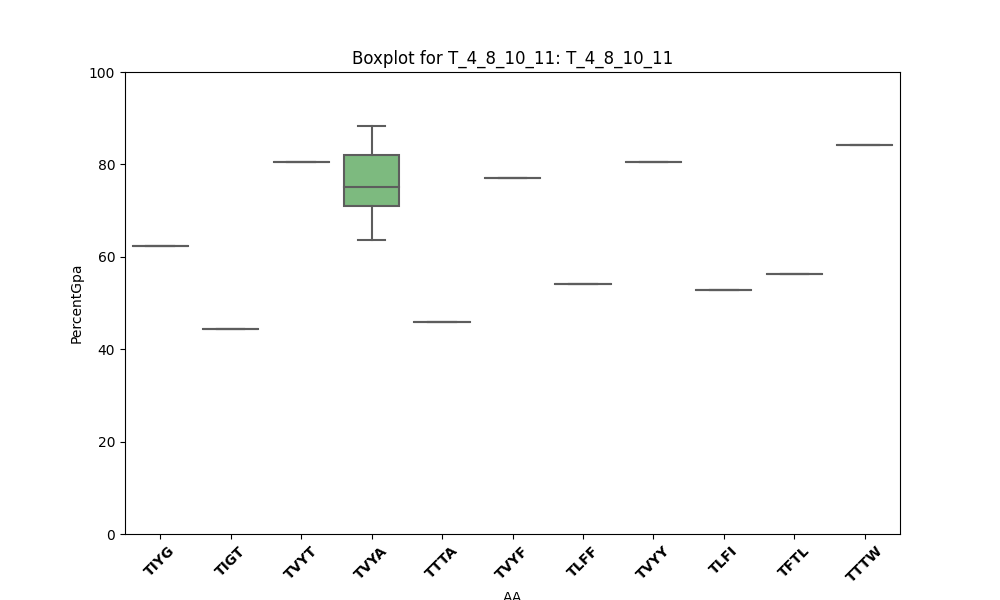 Boxplot for T_4_8_10_11: T_4_8_10_11
100
80
60
40
20
0
PercentGpa
TIYG TIGT TVYT TVYA TTTA TVYF TLFF TVYY TLFI TFTL TTTW
AA